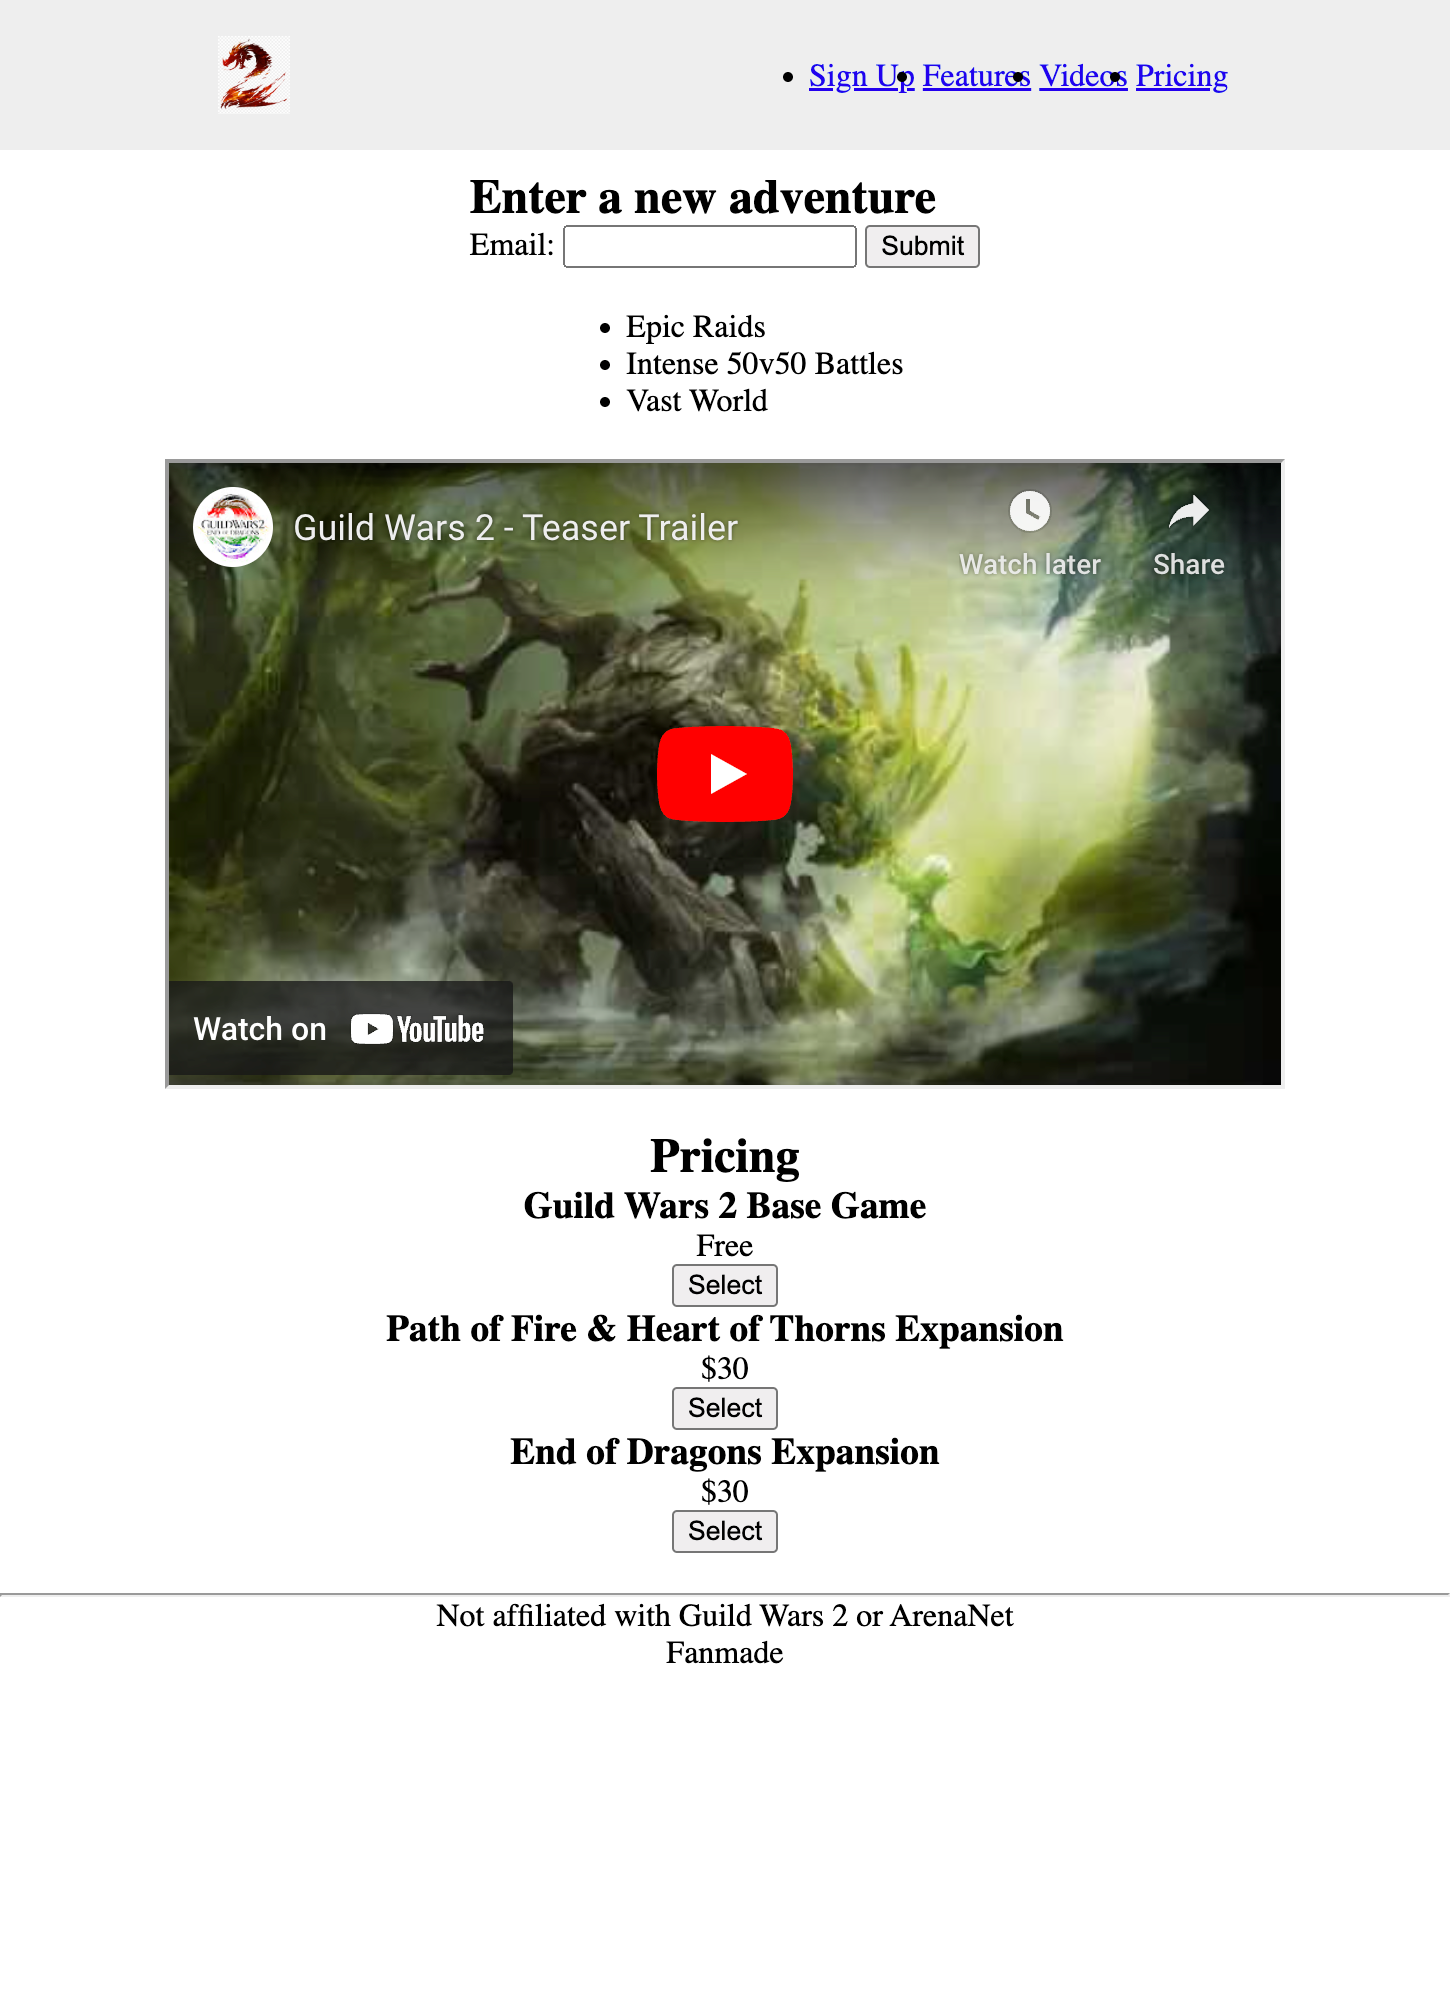 Sign Up Features Videos Pricing
Enter a new adventure
Email: Submit
Epic Raids
Intense 50v50 Battles
Vast World
GUILDWARS2
END OF DRAGONS
Guild Wars 2 - Teaser Trailer
Watch later
Share
Watch on YouTube
Pricing
Guild Wars 2 Base Game
Free
Select
Path of Fire & Heart of Thorns Expansion
$30
Select
End of Dragons Expansion
$30
Select
Not affiliated with Guild Wars 2 or ArenaNet
Fanmade